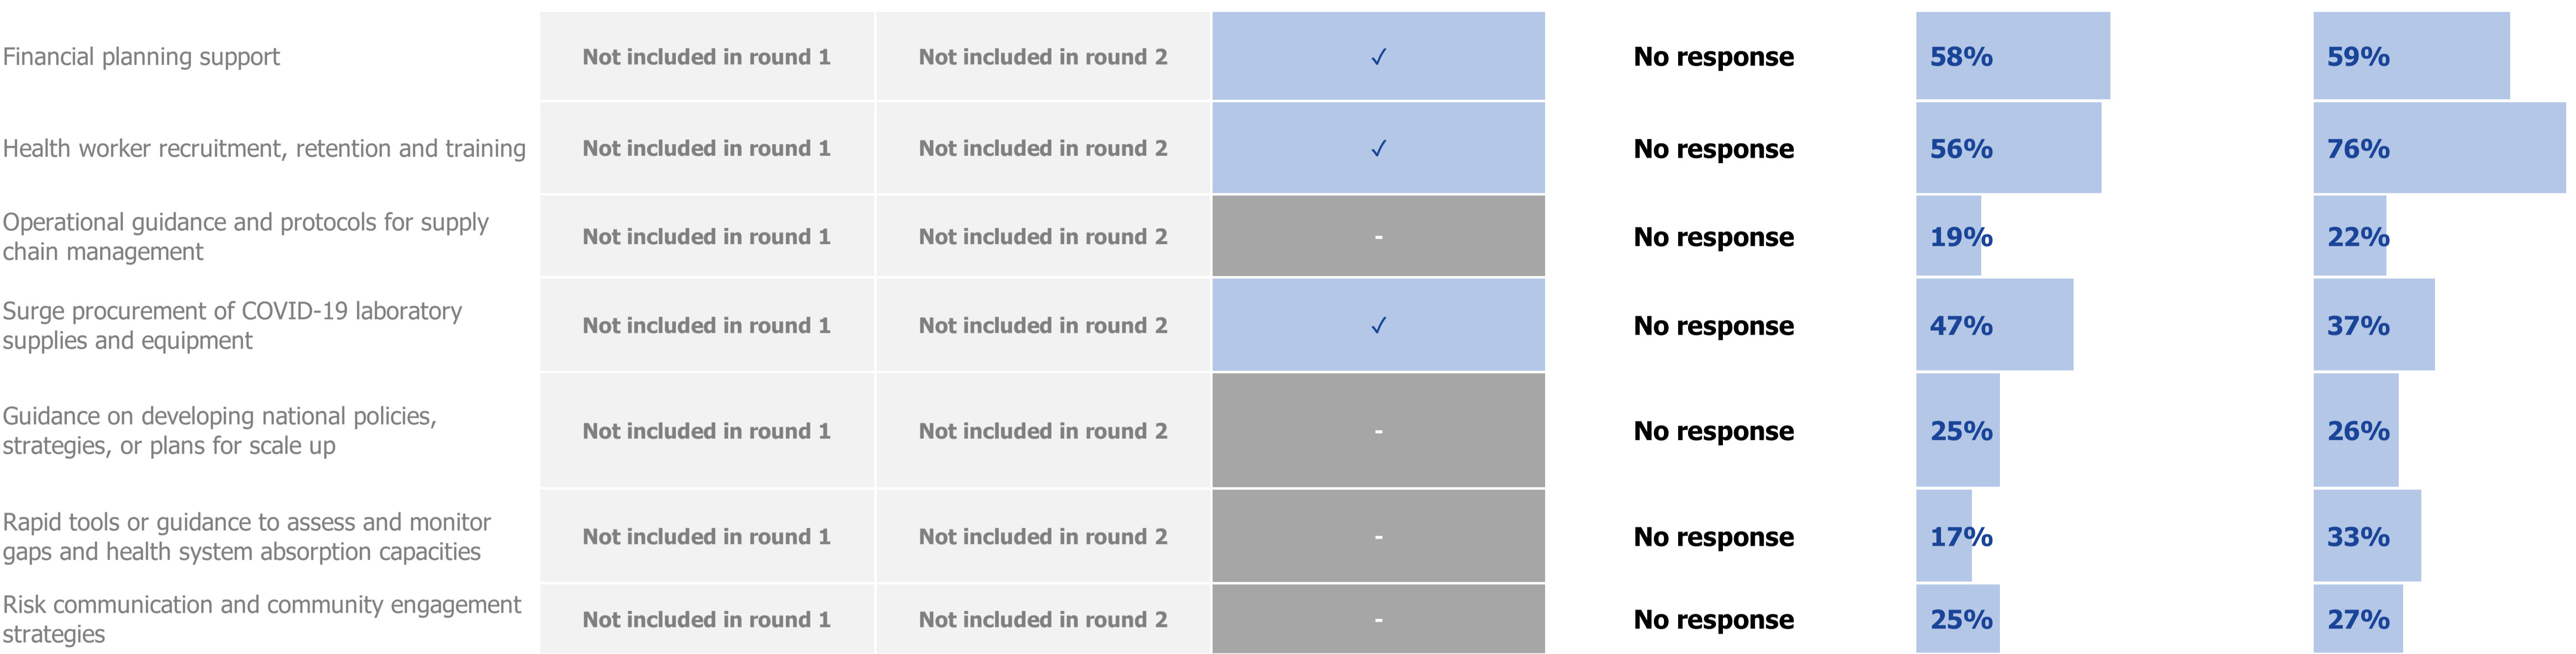 Financial planning support Not included in round 1 Not included in round 2 ✓ No response 58% 59%
Health worker recruitment, retention and training Not included in round 1 Not included in round 2 ✓ No response 56% 76%
Operational guidance and protocols for supply
chain management Not included in round 1 Not included in round 2 - No response 19% 22%
Surge procurement of COVID-19 laboratory
supplies and equipment Not included in round 1 Not included in round 2 ✓ No response 47% 37%
Guidance on developing national policies,
strategies, or plans for scale up Not included in round 1 Not included in round 2 - No response 25% 26%
Rapid tools or guidance to assess and monitor
gaps and health system absorption capacities Not included in round 1 Not included in round 2 - No response 17% 33%
Risk communication and community engagement
strategies Not included in round 1 Not included in round 2 - No response 25% 27%